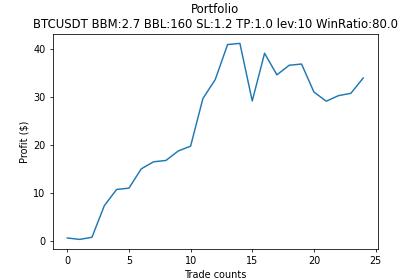 Portfolio
BTCUSDT BBM:2.7 BBL:160 SL:1.2 TP:1.0 lev:10 WinRatio:80.0
40
30
20
10
0
Profit ($)
0 5 10 15 20 25
Trade counts